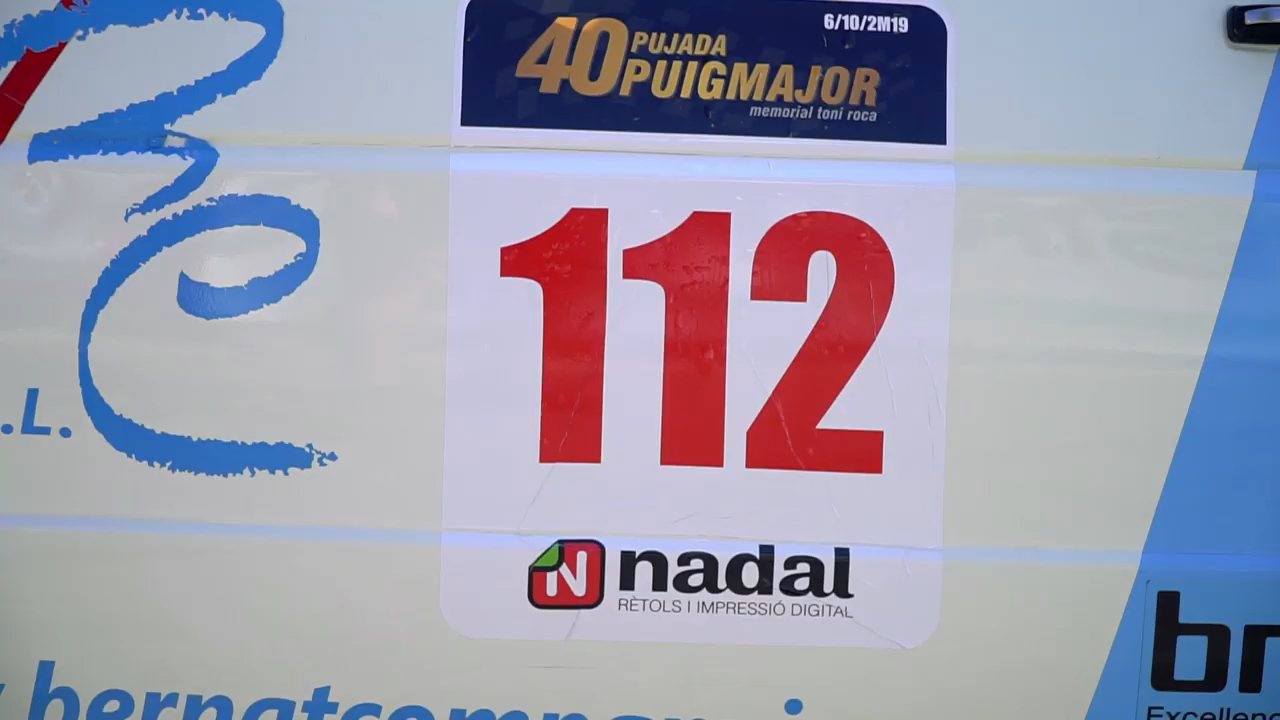 6/10/2M19
40 PUJADA
PUIGMAJOR
memorial toni roca
112
.L.
N nadal
RÈTOLS I IMPRESSIÓ DIGITAL